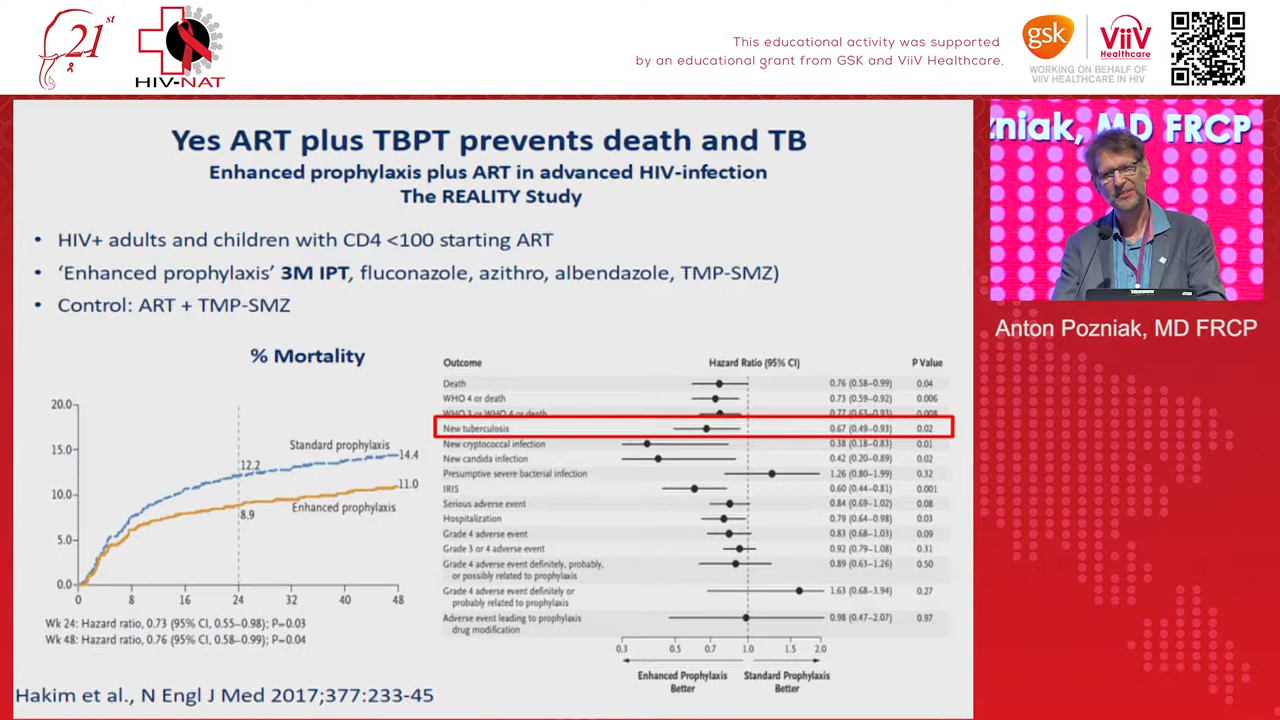 21st
HIV-NAT
This educational activity was supported
by an educational grant from GSK and ViiV Healthcare.
gsk
ViiV
Healthcare
WORKING ON BEHALF OF
VIIV HEALTHCARE IN HIV
Yes ART plus TBPT prevents death and TB
Enhanced prophylaxis plus ART in advanced HIV-infection
The REALITY Study
• HIV+ adults and children with CD4 <100 starting ART
• ‘Enhanced prophylaxis’ 3M IPT, fluconazole, azithro, albendazole, TMP-SMZ)
• Control: ART + TMP-SMZ
% Mortality
20.0
15.0
10.0
5.0
0.0
Standard prophylaxis
14.4
12.2
11.0
Enhanced prophylaxis
8.9
0 8 16 24 32 40 48
Wk 24: Hazard ratio, 0.73 (95% CI, 0.55–0.98); P=0.03
Wk 48: Hazard ratio, 0.76 (95% CI, 0.58–0.99); P=0.04
Outcome Hazard Ratio (95% CI) P Value
Death 0.76 (0.58–0.99) 0.04
WHO 4 or death 0.73 (0.59–0.92) 0.006
WHO 3 or WHO 4 or death 0.77 (0.63–0.93) 0.008
New tuberculosis 0.67 (0.49–0.93) 0.02
New cryptococcal infection 0.38 (0.18–0.83) 0.01
New candida infection 0.42 (0.20–0.89) 0.02
Presumptive severe bacterial infection 1.26 (0.80–1.99) 0.32
IRIS 0.60 (0.44–0.81) 0.001
Serious adverse event 0.84 (0.69–1.02) 0.08
Hospitalization 0.79 (0.64–0.98) 0.03
Grade 4 adverse event 0.83 (0.68–1.03) 0.09
Grade 3 or 4 adverse event 0.92 (0.79–1.08) 0.31
Grade 4 adverse event definitely, probably, 0.89 (0.63–1.26) 0.50
or possibly related to prophylaxis
Grade 4 adverse event definitely or 1.63 (0.68–3.94) 0.27
probably related to prophylaxis
Adverse event leading to prophylaxis 0.98 (0.47–2.07) 0.97
drug modification
0.3 0.5 0.7 1.0 1.5 2.0
Enhanced Prophylaxis Standard Prophylaxis
Better Better
Hakim et al., N Engl J Med 2017;377:233-45
zniak, MD FRCP
Anton Pozniak, MD FRCP